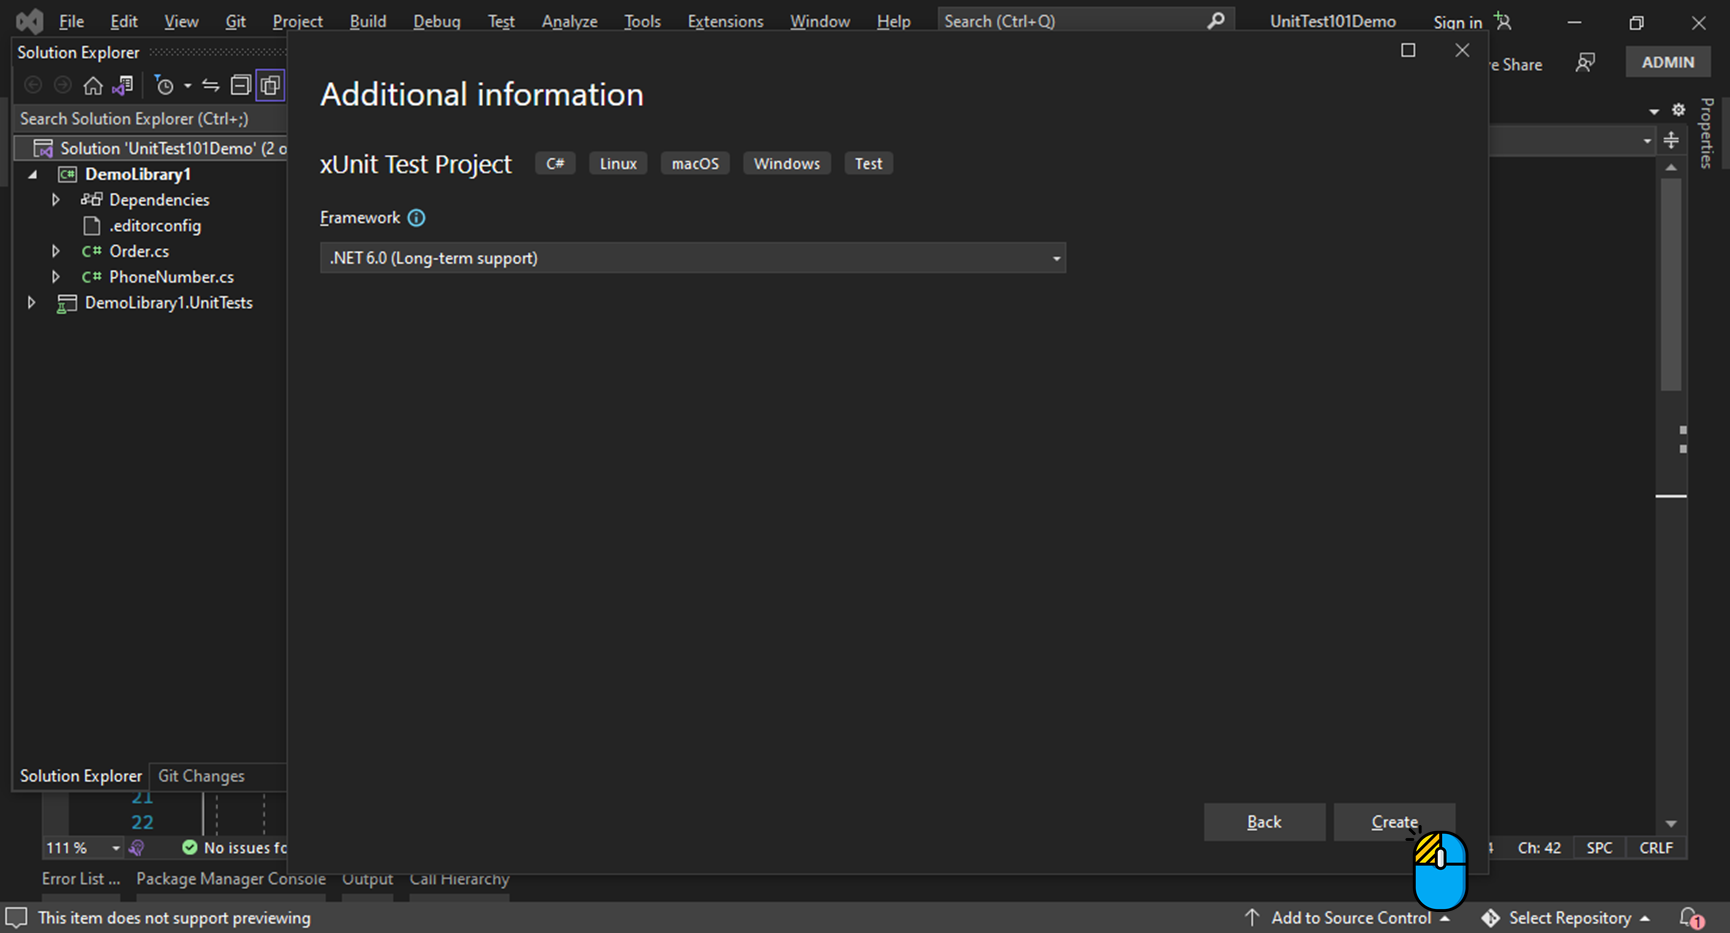 File Edit View Git Project Build Debug Test Analyze Tools Extensions Window Help Search (Ctrl+Q) UnitTest101Demo Sign in
Solution Explorer
e Share ADMIN
Additional information
Properties
Search Solution Explorer (Ctrl+;)
Solution 'UnitTest101Demo' (2 o
xUnit Test Project C# Linux macOS Windows Test
C# DemoLibrary1
Dependencies
Framework
.editorconfig
C# Order.cs
.NET 6.0 (Long-term support)
C# PhoneNumber.cs
DemoLibrary1.UnitTests
Solution Explorer Git Changes
21
22
Back Create
111 % No issues fo
4 Ch: 42 SPC CRLF
Error List ... Package Manager Console Output Call Hierarchy
This item does not support previewing Add to Source Control Select Repository 1